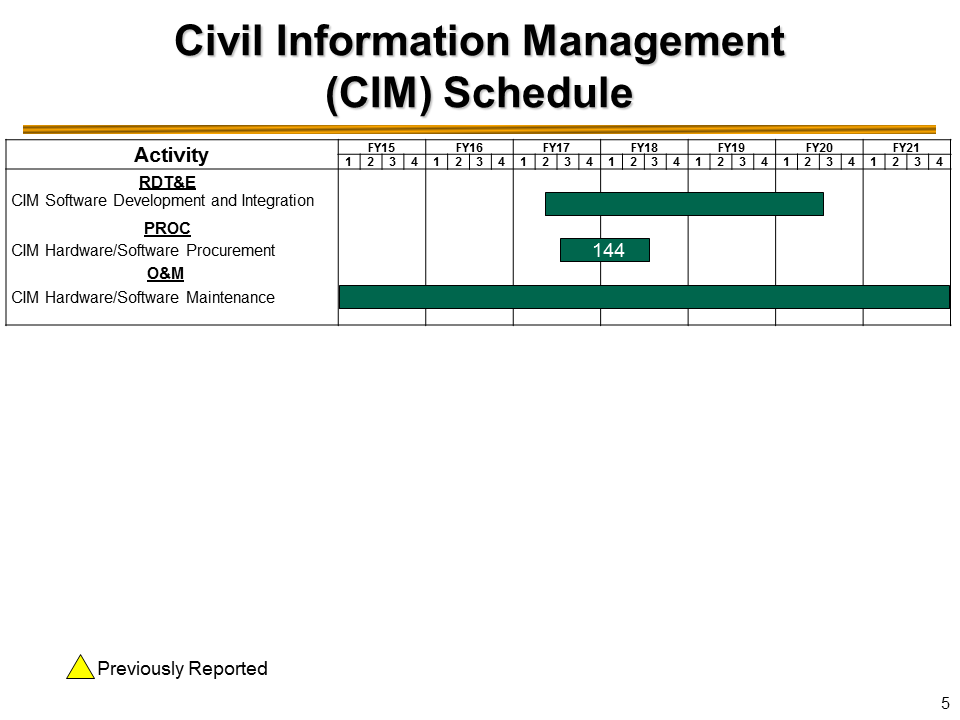 Civil Information Management
(CIM) Schedule
Activity
FY15 FY16 FY17 FY18 FY19 FY20 FY21
1 2 3 4 1 2 3 4 1 2 3 4 1 2 3 4 1 2 3 4 1 2 3 4 1 2 3 4
RDT&E
CIM Software Development and Integration
PROC
CIM Hardware/Software Procurement 144
O&M
CIM Hardware/Software Maintenance
Previously Reported
5